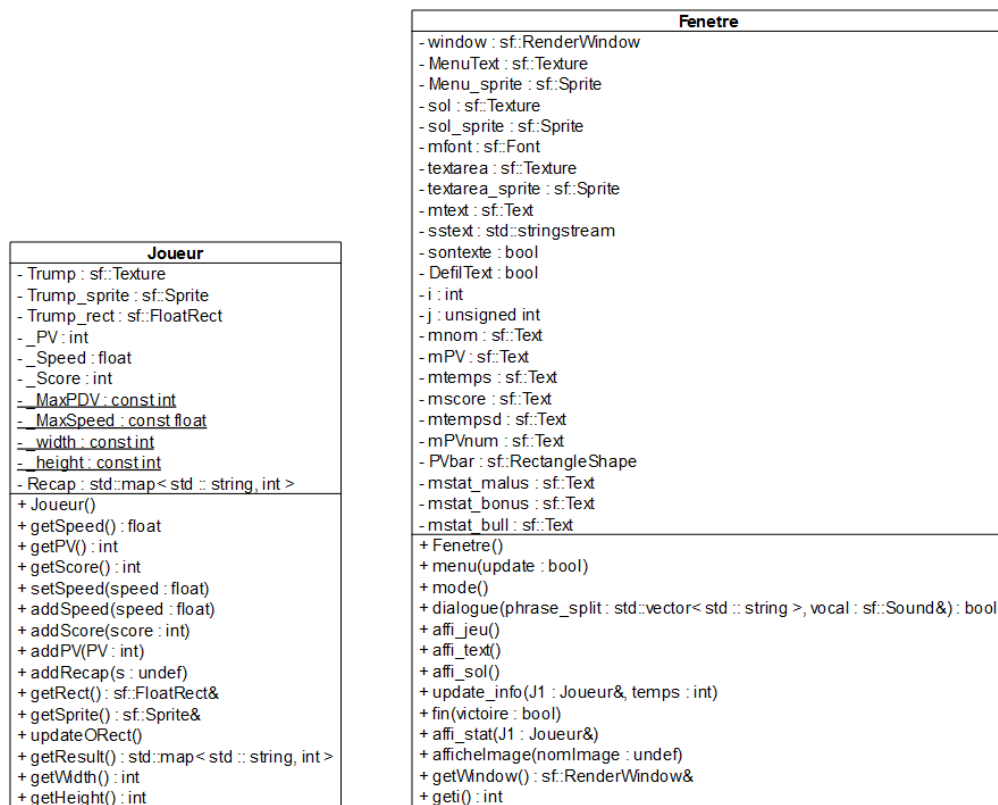 Joueur
- Trump : sf::Texture
- Trump_sprite : sf::Sprite
- Trump_rect : sf::FloatRect
- _PV : int
- _Speed : float
- _Score : int
- _MaxPDV : const int
- _MaxSpeed : const float
- _width : const int
- _height : const int
- Recap : std::map< std :: string, int >
+ Joueur()
+ getSpeed() : float
+ getPV() : int
+ getScore() : int
+ setSpeed(speed : float)
+ addSpeed(speed : float)
+ addScore(score : int)
+ addPV(PV : int)
+ addRecap(s : undef)
+ getRect() : sf::FloatRect&
+ getSprite() : sf::Sprite&
+ updateORect()
+ getResult() : std::map< std :: string, int >
+ getWidth() : int
+ getHeight() : int
Fenetre
- window : sf::RenderWindow
- MenuText : sf::Texture
- Menu_sprite : sf::Sprite
- sol : sf::Texture
- sol_sprite : sf::Sprite
- mfont : sf::Font
- textarea : sf::Texture
- textarea_sprite : sf::Sprite
- mtext : sf::Text
- sstext : std::stringstream
- sontexte : bool
- DefilText : bool
- i : int
- j : unsigned int
- mnom : sf::Text
- mPV : sf::Text
- mtemps : sf::Text
- mscore : sf::Text
- mtempsd : sf::Text
- mPVnum : sf::Text
- PVbar : sf::RectangleShape
- mstat_malus : sf::Text
- mstat_bonus : sf::Text
- mstat_bull : sf::Text
+ Fenetre()
+ menu(update : bool)
+ mode()
+ dialogue(phrase_split : std::vector< std :: string >, vocal : sf::Sound&) : bool
+ affi_jeu()
+ affi_text()
+ affi_sol()
+ update_info(J1 : Joueur&, temps : int)
+ fin(victoire : bool)
+ affi_stat(J1 : Joueur&)
+ afficheImage(nomImage : undef)
+ getWindow() : sf::RenderWindow&
+ geti() : int